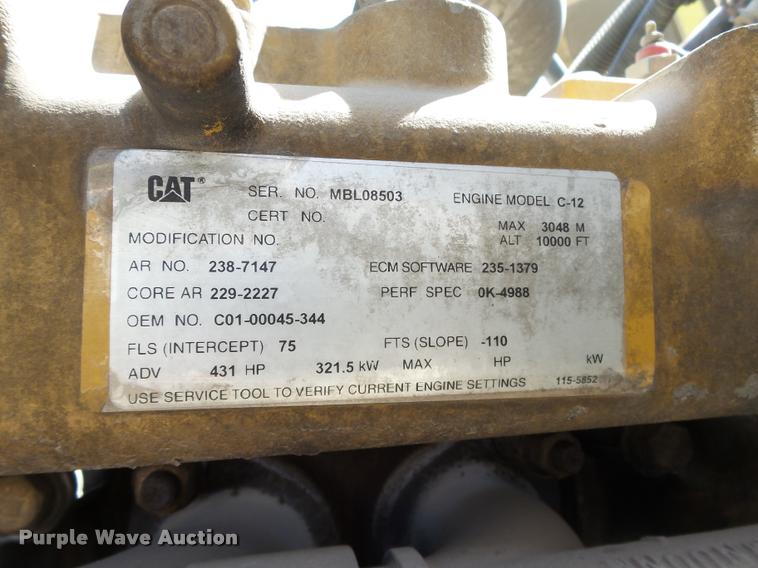 CAT® SER. NO. MBL08503 ENGINE MODEL C-12
CERT NO. MAX 3048 M
MODIFICATION NO. ALT 10000 FT
AR NO. 238-7147 ECM SOFTWARE 235-1379
CORE AR 229-2227 PERF SPEC 0K-4988
OEM NO. C01-00045-344
FLS (INTERCEPT) 75 FTS (SLOPE) -110
ADV 431 HP 321.5 kW MAX HP kW
USE SERVICE TOOL TO VERIFY CURRENT ENGINE SETTINGS 115-5852
Purple Wave Auction